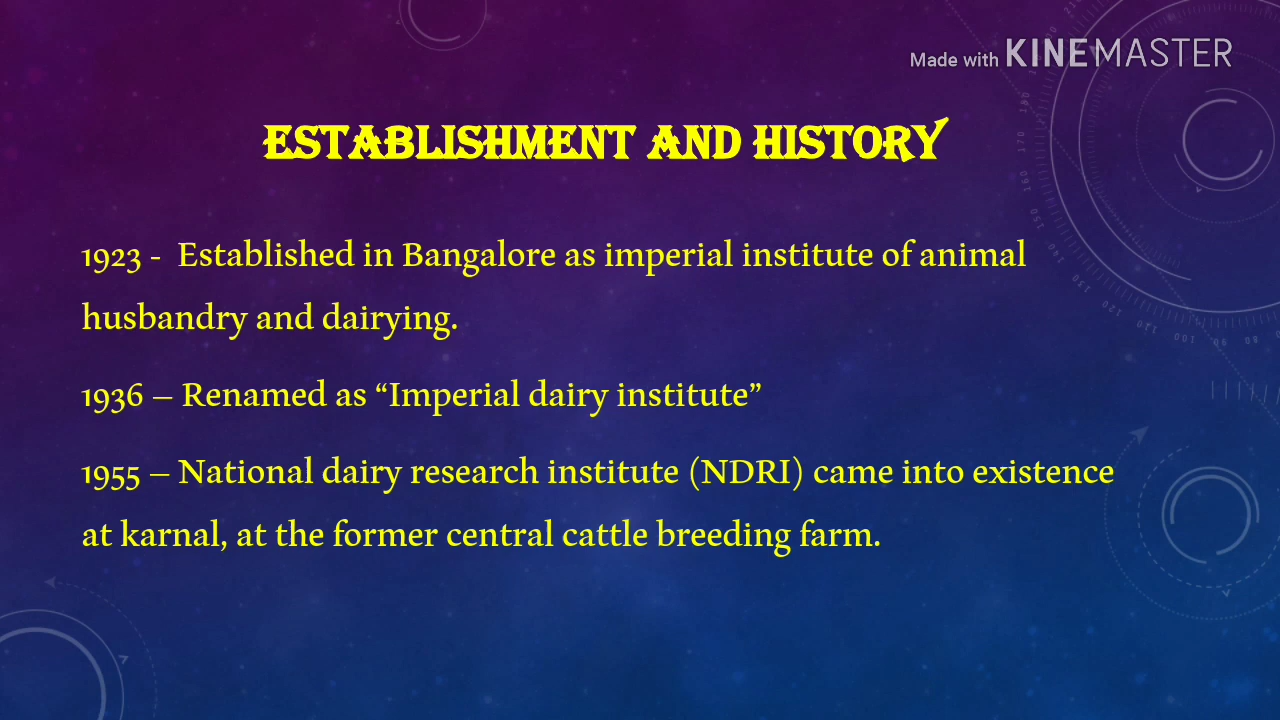 Made with KINEMASTER
ESTABLISHMENT AND HISTORY
1923 - Established in Bangalore as imperial institute of animal
husbandry and dairying.
1936 – Renamed as “Imperial dairy institute”
1955 – National dairy research institute (NDRI) came into existence
at karnal, at the former central cattle breeding farm.